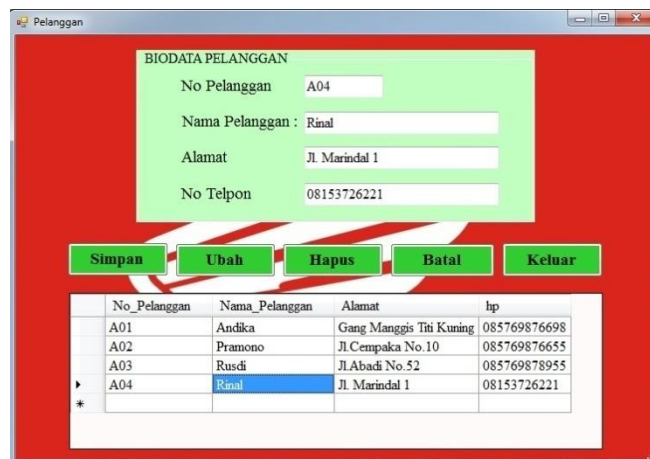 Pelanggan
BIODATA PELANGGAN
No Pelanggan A04
Nama Pelanggan : Rinal
Alamat Jl. Marindal 1
No Telpon 08153726221
Simpan Ubah Hapus Batal Keluar
No_Pelanggan Nama_Pelanggan Alamat hp
A01 Andika Gang Manggis Titi Kuning 085769876698
A02 Pramono Jl.Cempaka No.10 085769876655
A03 Rusdi Jl.Abadi No.52 085769878955
A04 Rinal Jl. Marindal 1 08153726221